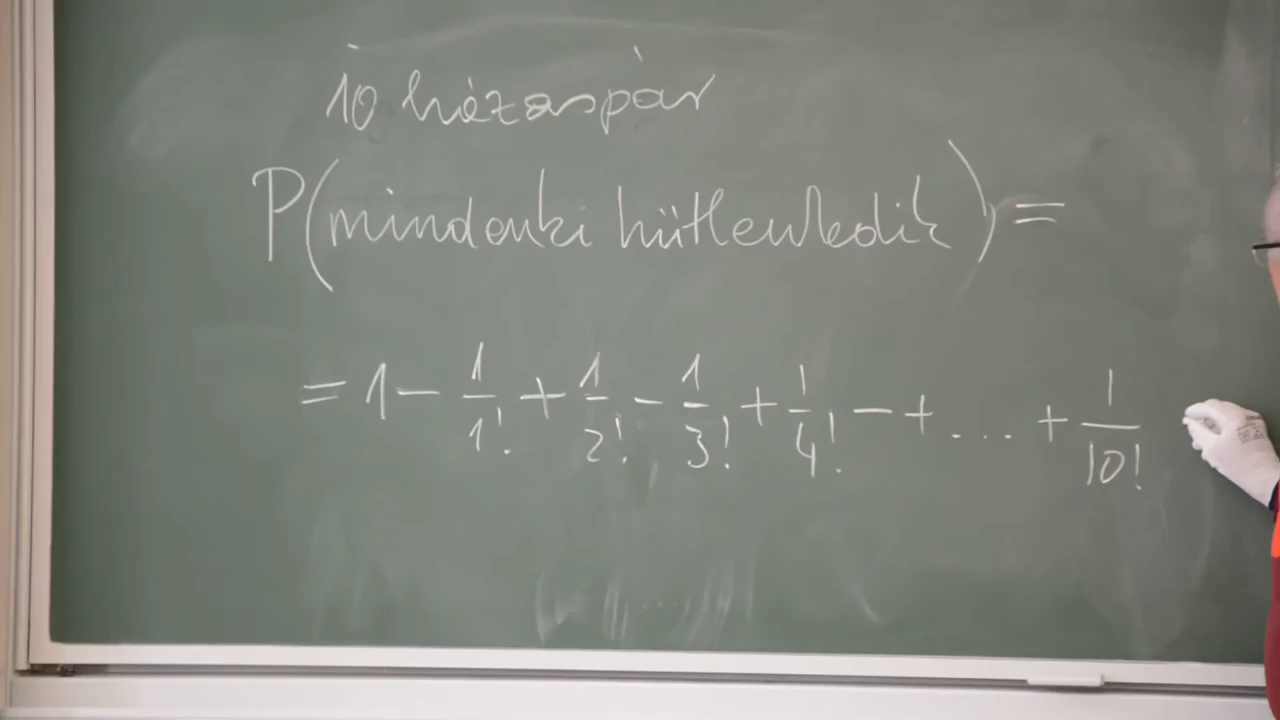 10 házaspár
P(mindenki hűtlenkedik) =
= 1 - 1/1! + 1/2! - 1/3! + 1/4! - + .... + 1/10!